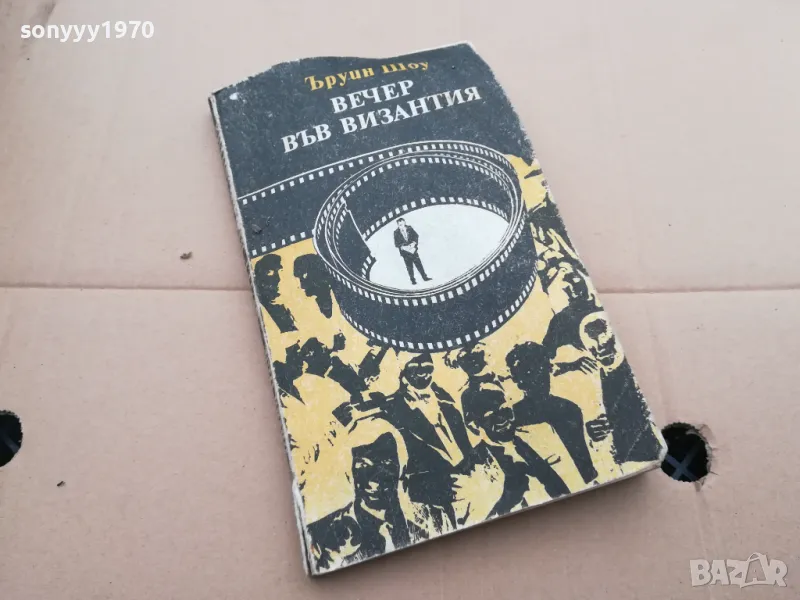 sonyyy1970
Ъруин Шоу
ВЕЧЕР
ВЪВ ВИЗАНТИЯ
BAZAR